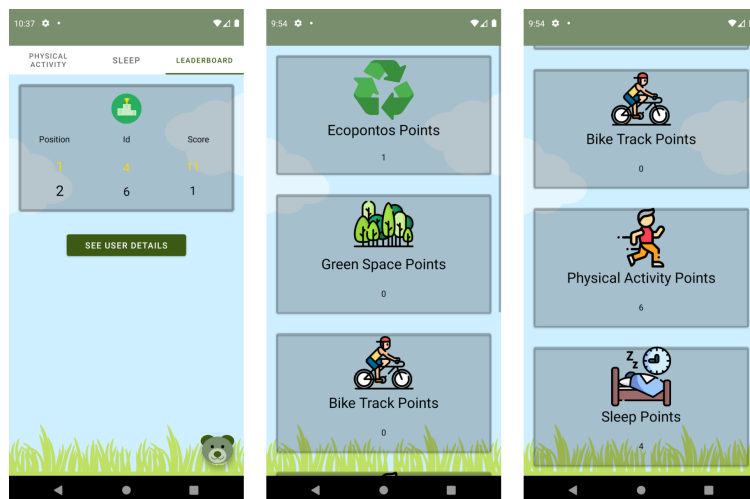 10:37
PHYSICAL
ACTIVITY
SLEEP
LEADERBOARD
Position Id Score
1 4 11
2 6 1
SEE USER DETAILS
9:54
Ecopontos Points
1
Green Space Points
0
Bike Track Points
0
9:54
Bike Track Points
0
Physical Activity Points
6
Z
Z
Z
Sleep Points
4